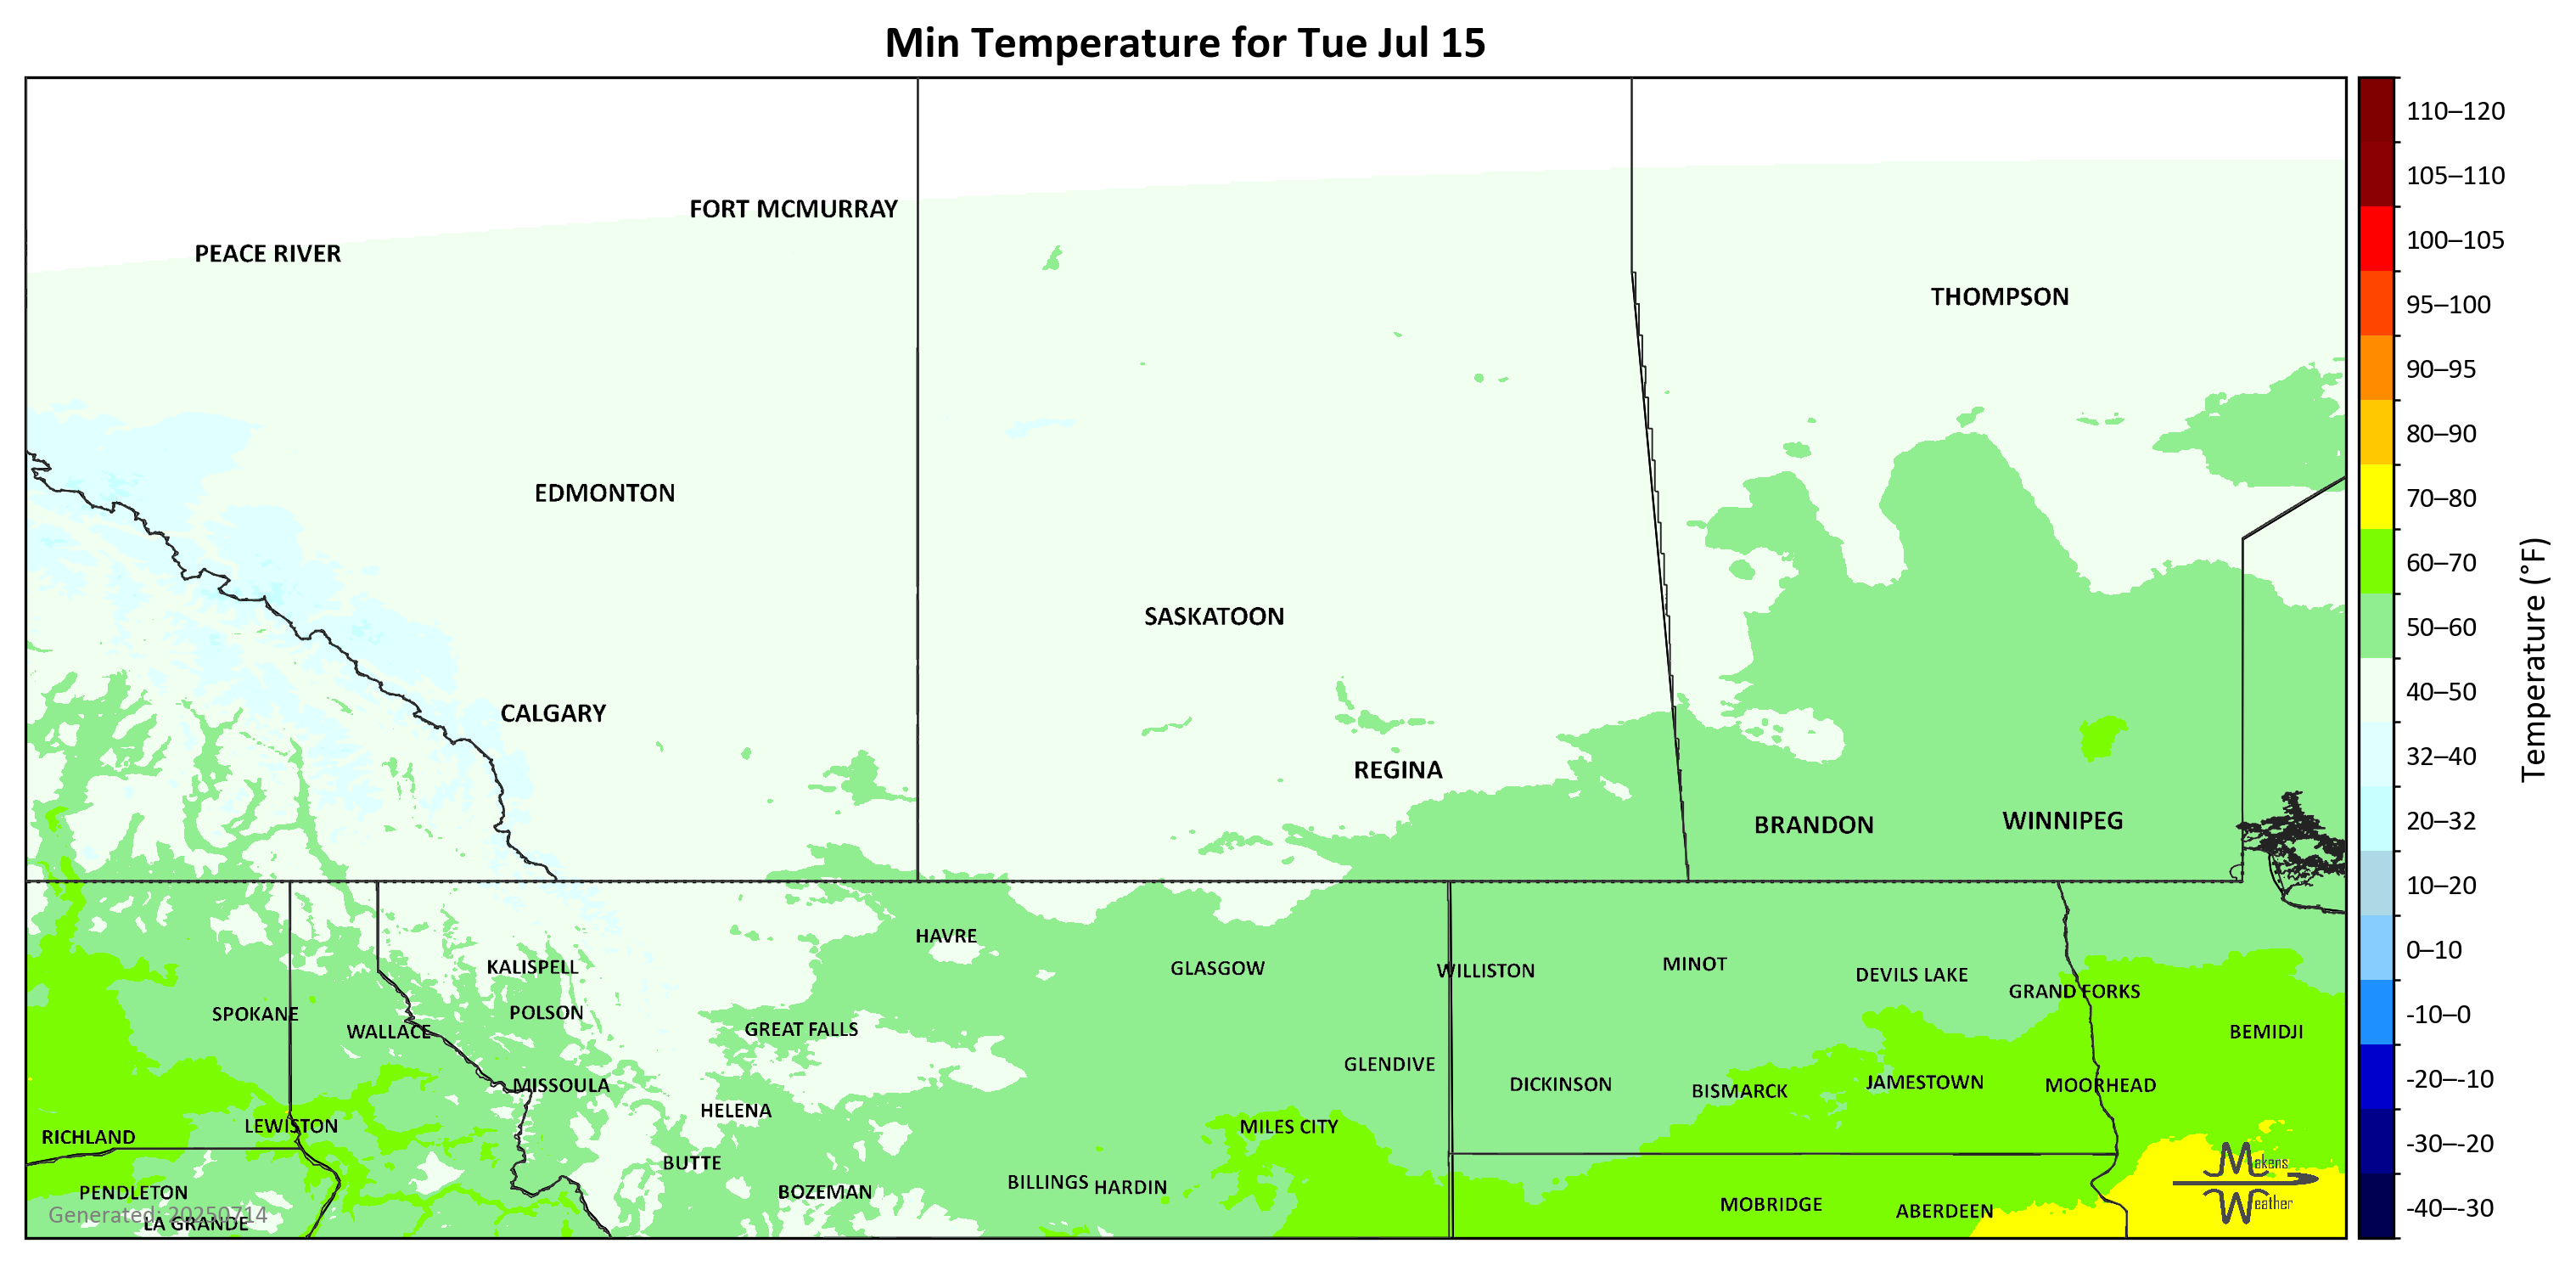 Min Temperature for Tue Jul 15
110–120
105–110
100–105
95–100
90–95
80–90
70–80
60–70
50–60
40–50
32–40
20–32
10–20
0–10
-10–0
-20–-10
-30–-20
-40–-30
Temperature (°F)
FORT MCMURRAY
PEACE RIVER
THOMPSON
EDMONTON
SASKATOON
CALGARY
REGINA
BRANDON
WINNIPEG
HAVRE
KALISPELL
GLASGOW
WILLISTON
MINOT
DEVILS LAKE
GRAND FORKS
SPOKANE
POLSON
WALLACE
GREAT FALLS
BEMIDJI
GLENDIVE
MISSOULA
DICKINSON
BISMARCK
JAMESTOWN
MOORHEAD
HELENA
LEWISTON
MILES CITY
RICHLAND
BUTTE
BILLINGS
HARDIN
PENDLETON
BOZEMAN
MOBRIDGE
ABERDEEN
LA GRANDE
Generated: 20250714
Makens
Weather